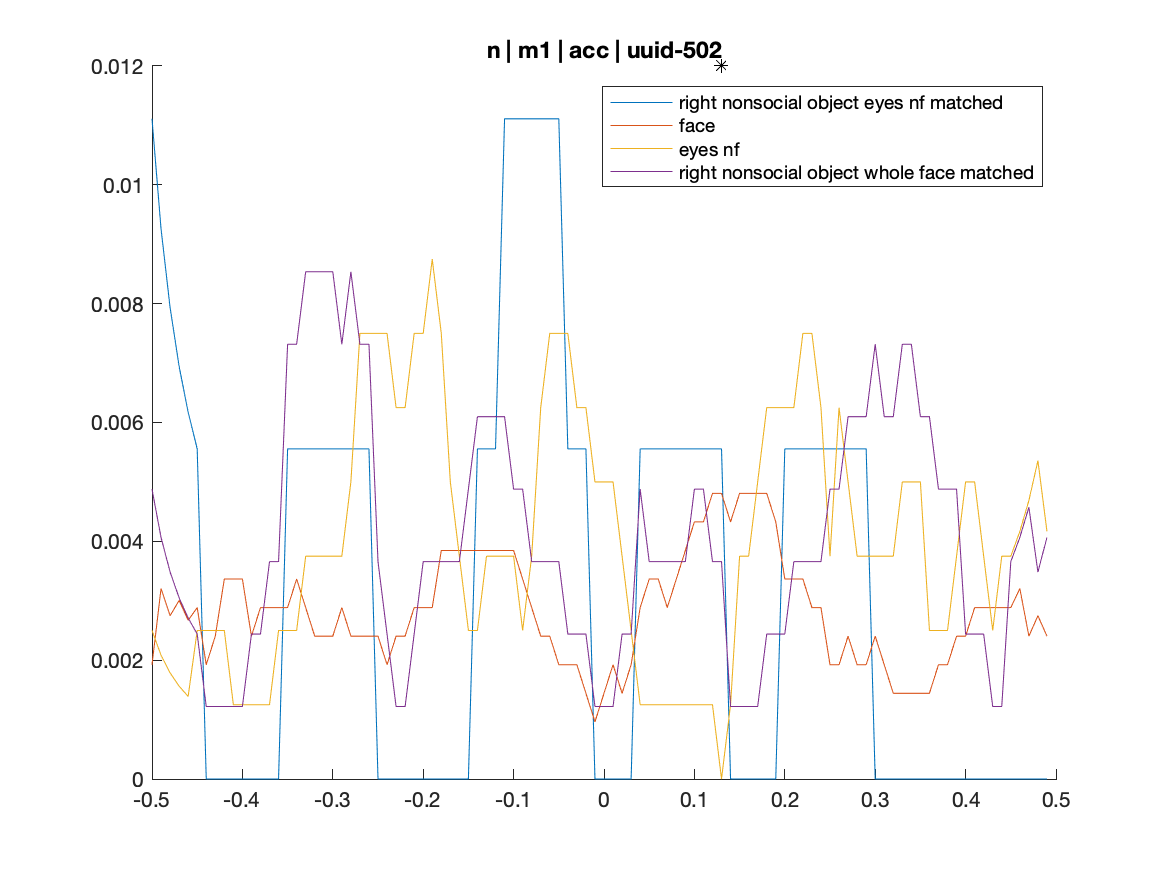 n | m1 | acc | uuid-502
0.012
0.01
0.008
0.006
0.004
0.002
0
-0.5 -0.4 -0.3 -0.2 -0.1 0 0.1 0.2 0.3 0.4 0.5
right nonsocial object eyes nf matched
face
eyes nf
right nonsocial object whole face matched